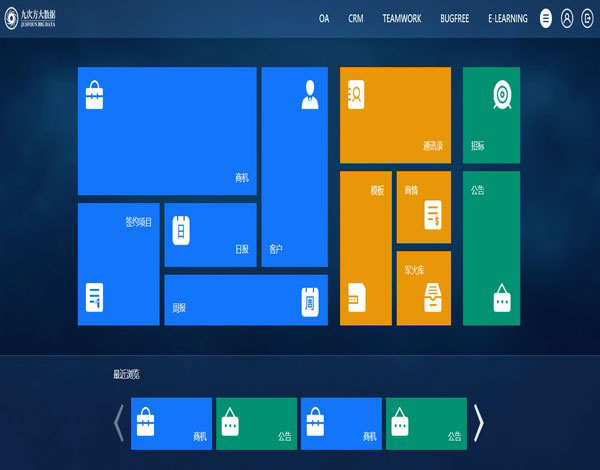 九次方大数据
JUSFOUN BIG DATA
OA CRM TEAMWORK BUGFREE E-LEARNING
商机
客户
签约项目
日
日报
周报
周
通讯录
模板
商情
军火库
招标
公告
最近浏览
商机
公告
商机
公告